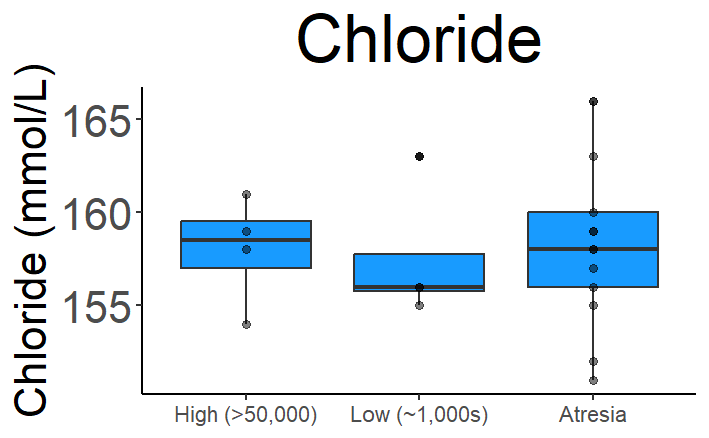 Chloride
Chloride (mmol/L)
165
160
155
High (>50,000)
Low (~1,000s)
Atresia